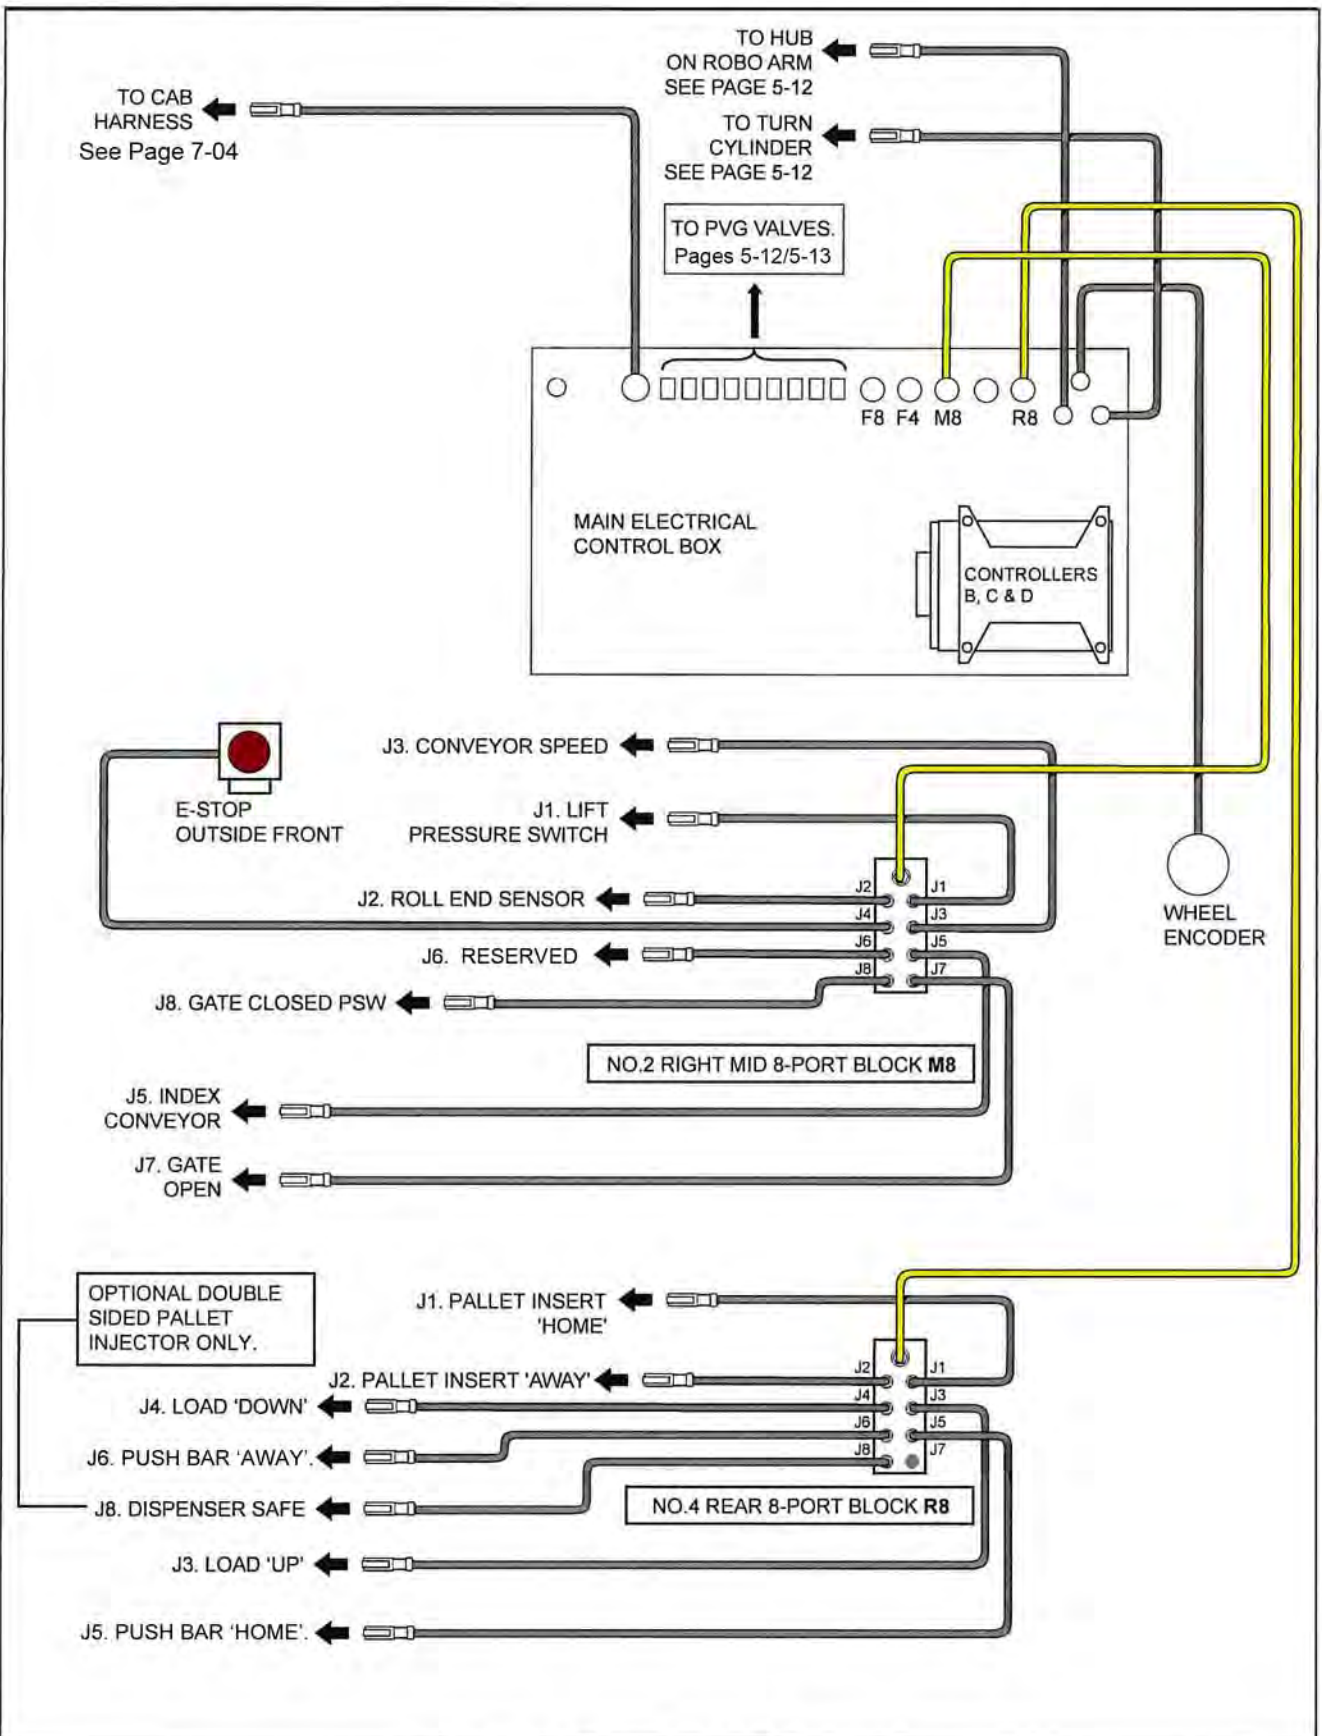 TO HUB
ON ROBO ARM
SEE PAGE 5-12
TO CAB
HARNESS
See Page 7-04
TO TURN
CYLINDER
SEE PAGE 5-12
TO PVG VALVES.
Pages 5-12/5-13
F8 F4 M8 R8
MAIN ELECTRICAL
CONTROL BOX
CONTROLLERS
B, C & D
J3. CONVEYOR SPEED
E-STOP
OUTSIDE FRONT
J1. LIFT
PRESSURE SWITCH
J2. ROLL END SENSOR
J2 J1
J4 J3
J6 J5
J8 J7
WHEEL
ENCODER
J6. RESERVED
J8. GATE CLOSED PSW
NO.2 RIGHT MID 8-PORT BLOCK M8
J5. INDEX
CONVEYOR
J7. GATE
OPEN
OPTIONAL DOUBLE
SIDED PALLET
INJECTOR ONLY.
J1. PALLET INSERT
'HOME'
J2. PALLET INSERT 'AWAY'
J2 J1
J4 J3
J6 J5
J8 J7
J4. LOAD 'DOWN'
J6. PUSH BAR ‘AWAY’.
J8. DISPENSER SAFE
NO.4 REAR 8-PORT BLOCK R8
J3. LOAD 'UP'
J5. PUSH BAR ‘HOME’.